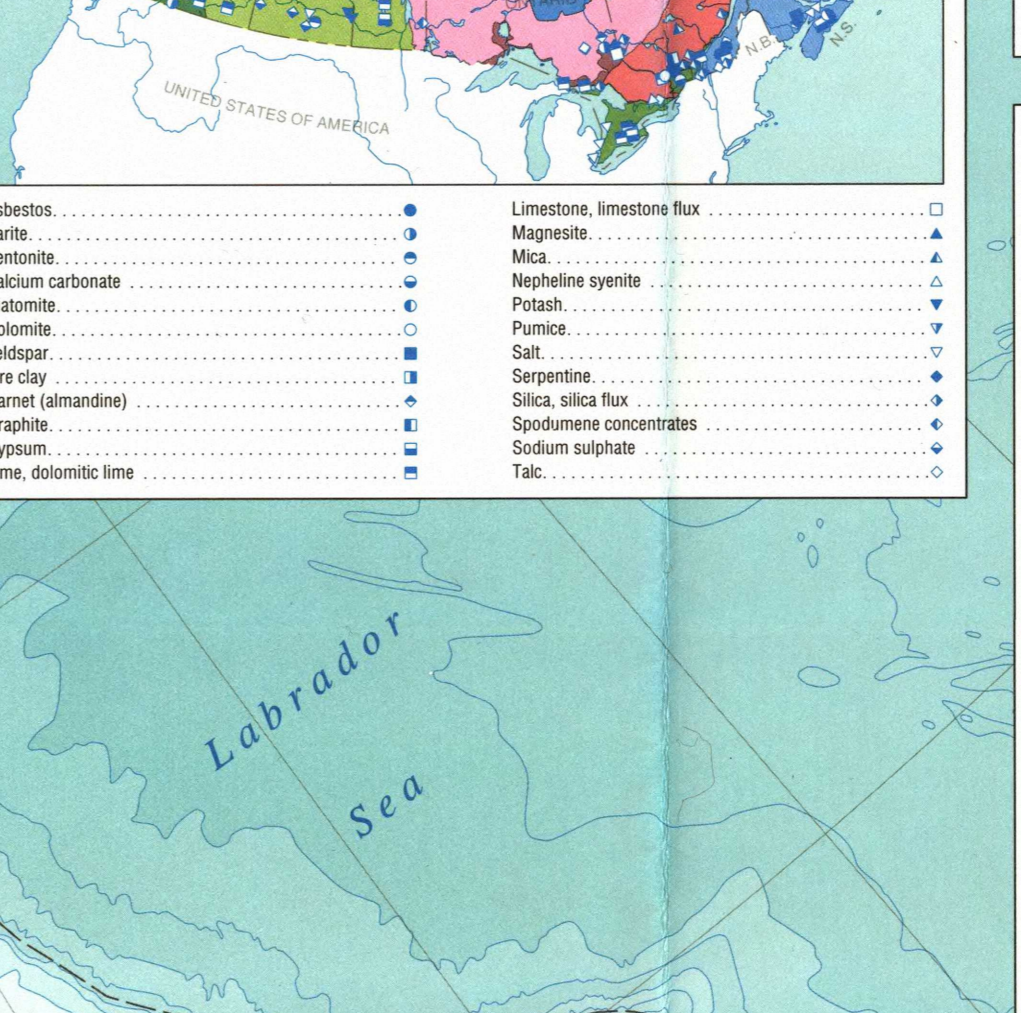 ONTARIO
N.B.
N.S.
UNITED STATES OF AMERICA
sbestos
arite
entonite
alcium carbonate
iatomite
olomite
eldspar
re clay
arnet (almandine)
raphite
ypsum
me, dolomitic lime
Limestone, limestone flux
Magnesite
Mica
Nepheline syenite
Potash
Pumice
Salt
Serpentine
Silica, silica flux
Spodumene concentrates
Sodium sulphate
Talc
Labrador
Sea